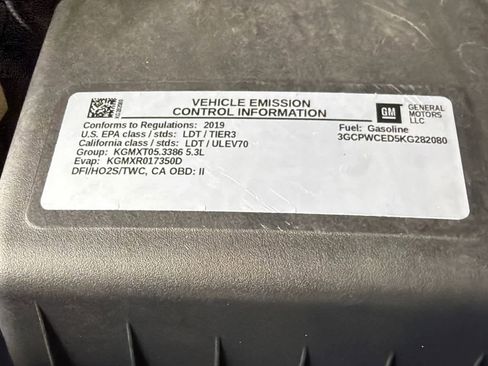 VEHICLE EMISSION
CONTROL INFORMATION
GM
GENERAL
MOTORS
LLC
Conforms to Regulations: 2019
Fuel: Gasoline
U.S. EPA class / stds: LDT / TIER3
3GCPWCED5KG282080
California class / stds: LDT / ULEV70
Group: KGMXT05.3386 5.3L
Evap: KGMXR017350D
DFI/HO2S/TWC, CA OBD: II